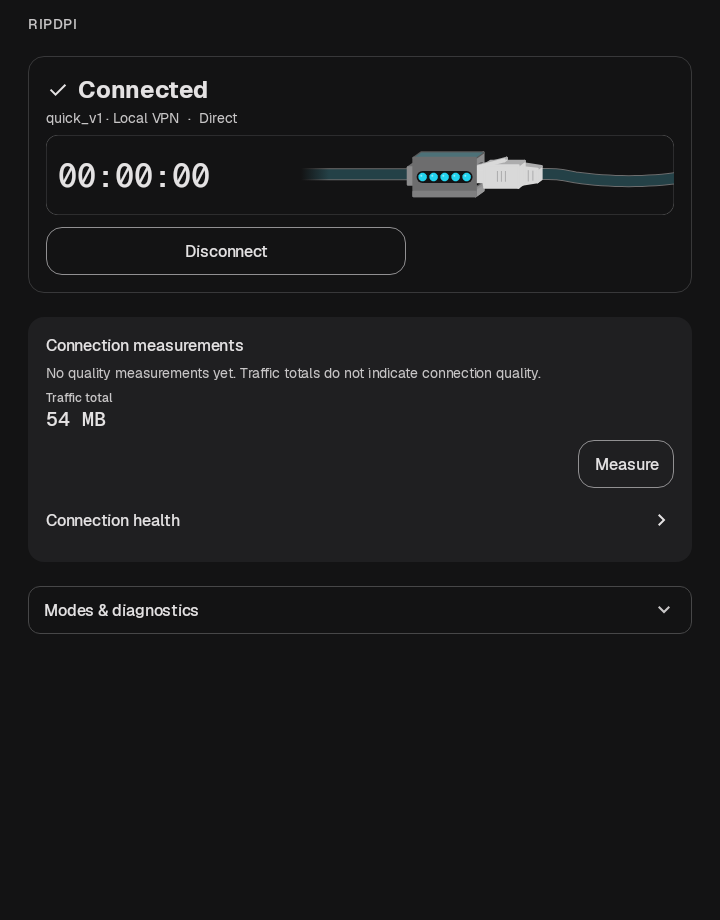 RIPDPI
Connected
quick_v1 · Local VPN · Direct
00:00:00
Disconnect
Connection measurements
No quality measurements yet. Traffic totals do not indicate connection quality.
Traffic total
54 MB
Measure
Connection health
Modes & diagnostics